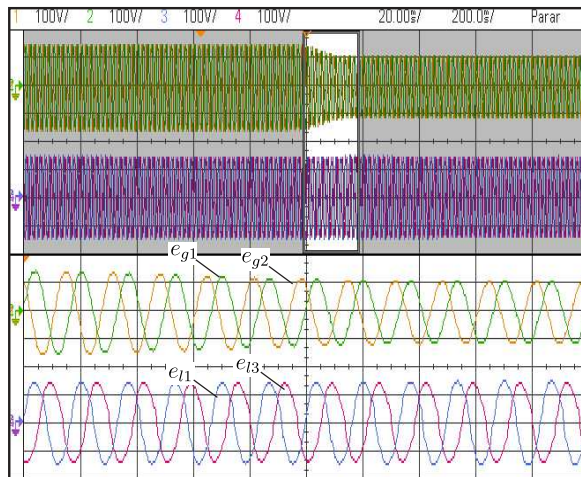 1 100V/ 2 100V/ 3 100V/ 4 100V/ 20.00s/ 200.0s/ Parar
e_{g1} e_{g2}
e_{l1} e_{l3}